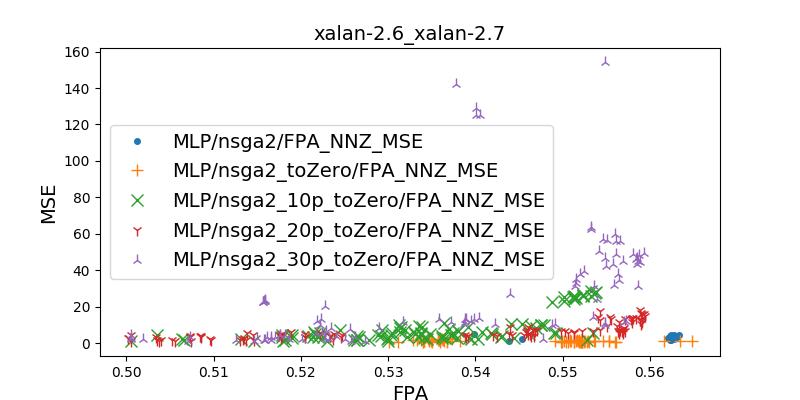 xalan-2.6_xalan-2.7
160
140
120
100
80
60
40
20
0
MSE
MLP/nsga2/FPA_NNZ_MSE
MLP/nsga2_toZero/FPA_NNZ_MSE
MLP/nsga2_10p_toZero/FPA_NNZ_MSE
MLP/nsga2_20p_toZero/FPA_NNZ_MSE
MLP/nsga2_30p_toZero/FPA_NNZ_MSE
0.50 0.51 0.52 0.53 0.54 0.55 0.56
FPA